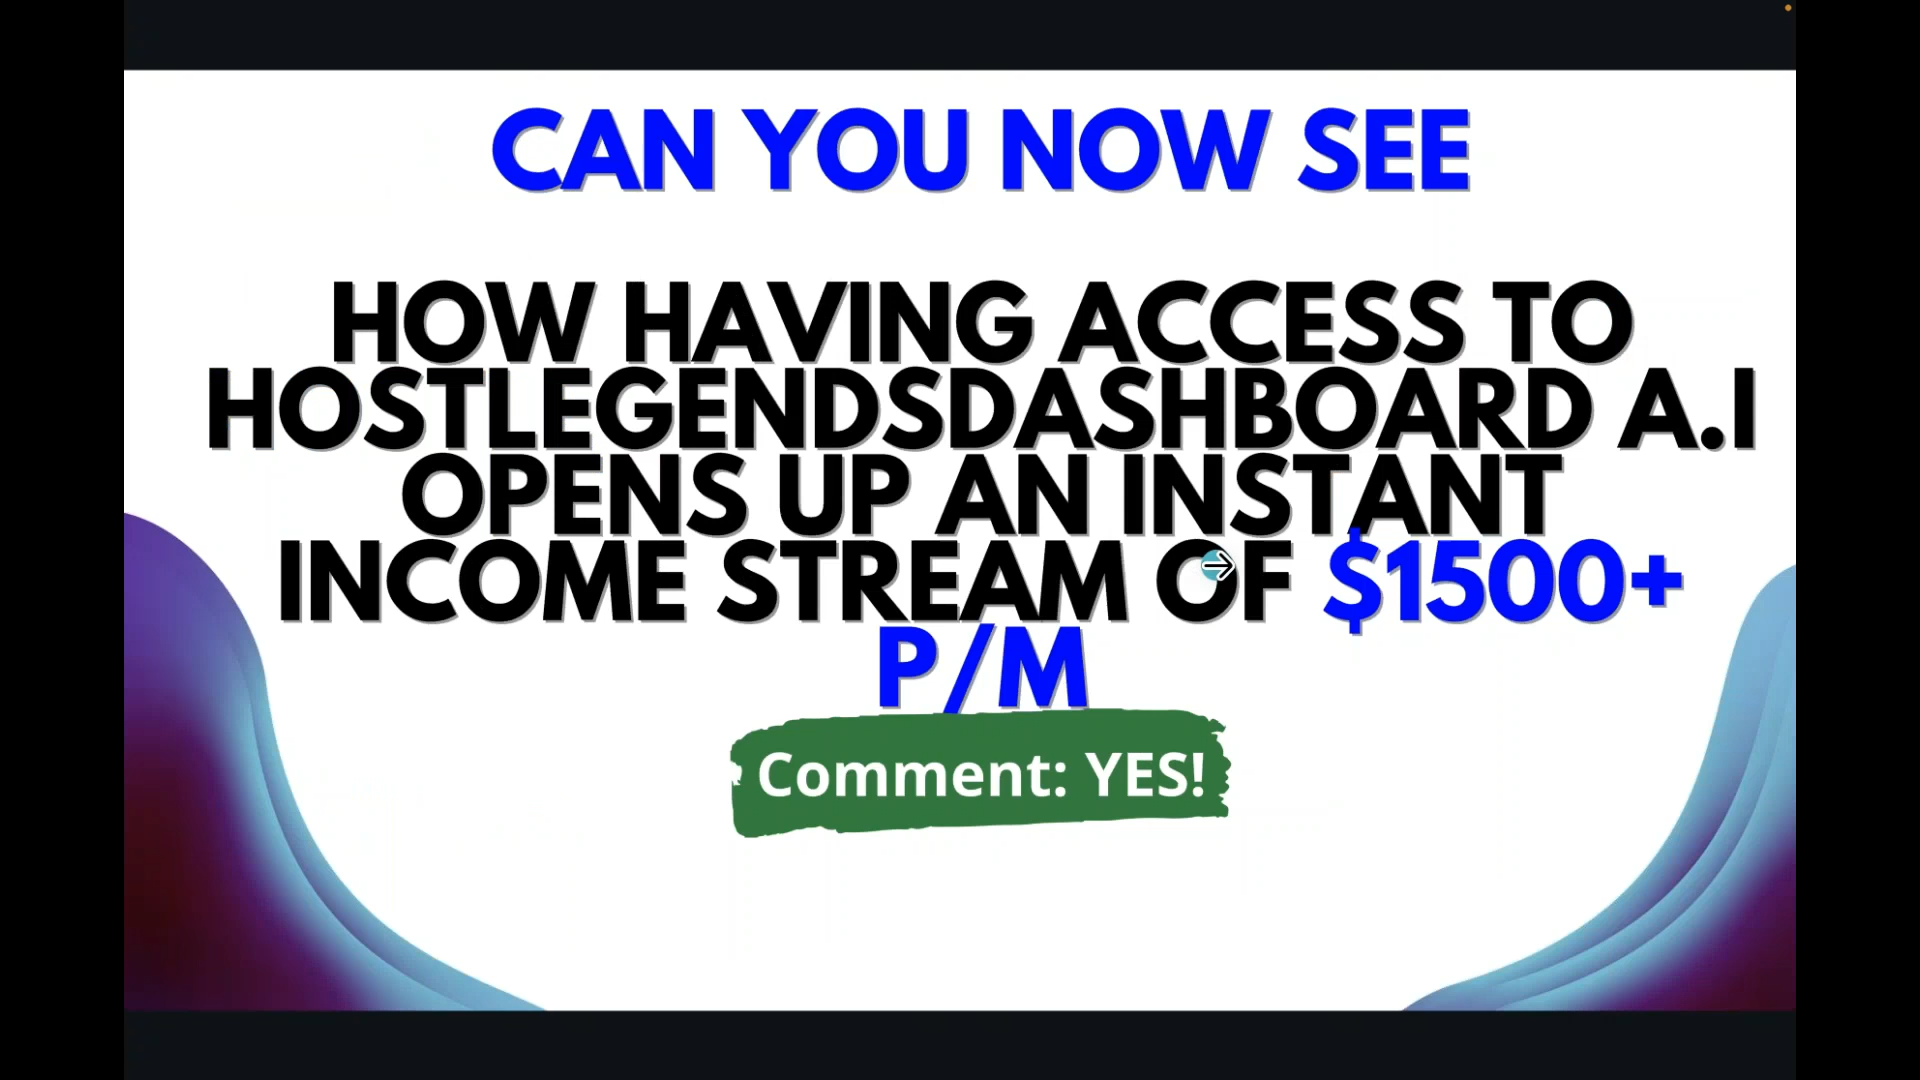 CAN YOU NOW SEE
HOW HAVING ACCESS TO
HOSTLEGENDSDASHBOARD A.I
OPENS UP AN INSTANT
INCOME STREAM OF $1500+
P/M
Comment: YES!